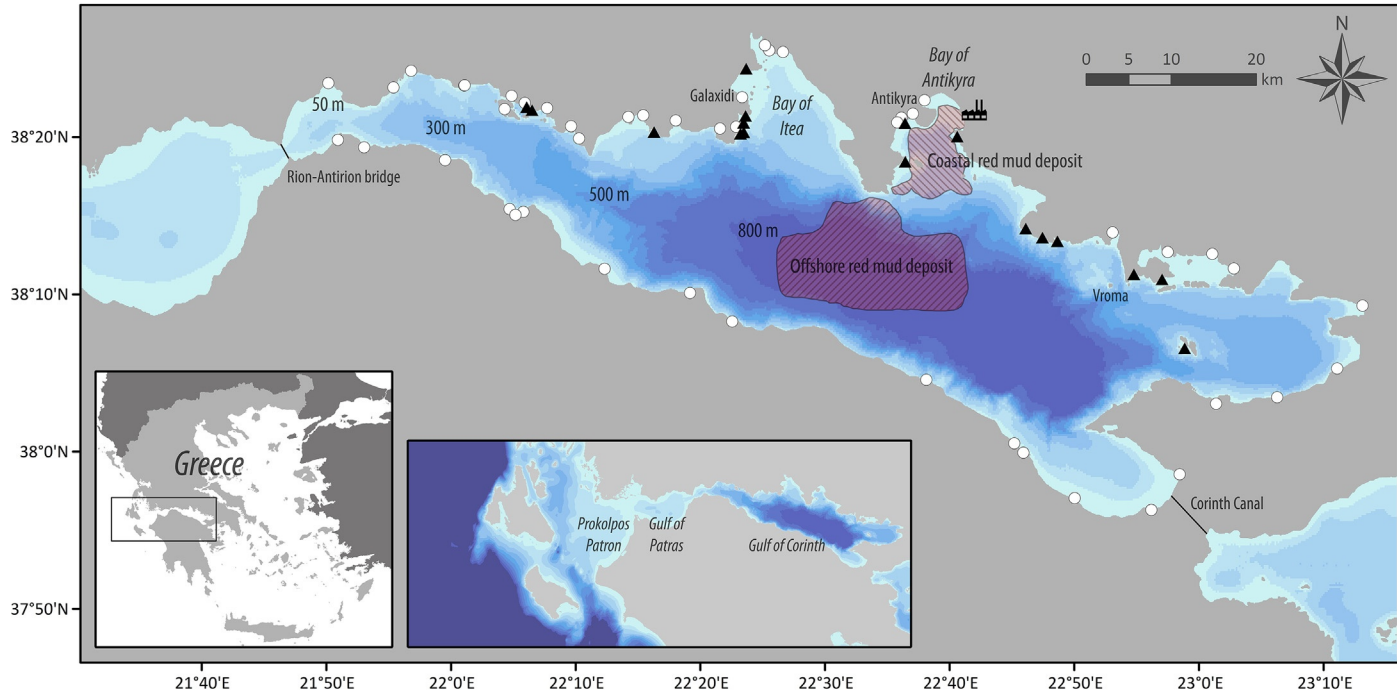 N
0 5 10 20
km
Bay of
Antikyra
Galaxidi
Bay of
Itea
Antikyra
50 m
300 m
38°20'N
Rion-Antirion bridge
Coastal red mud deposit
500 m
800 m
Offshore red mud deposit
38°10'N
Vroma
38°0'N
Greece
Corinth Canal
Prokolpos
Patron
Gulf of
Patras
Gulf of Corinth
37°50'N
21°40'E 21°50'E 22°0'E 22°10'E 22°20'E 22°30'E 22°40'E 22°50'E 23°0'E 23°10'E